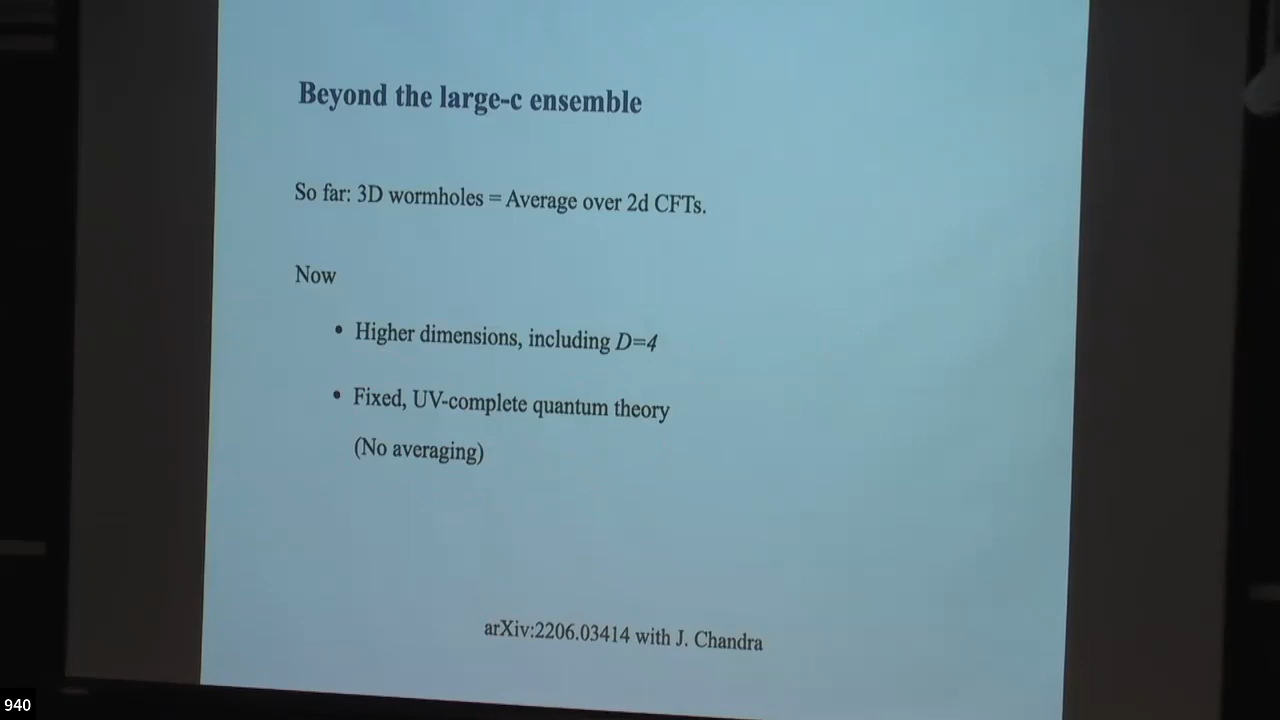 Beyond the large-c ensemble
So far: 3D wormholes = Average over 2d CFTs.
Now
• Higher dimensions, including D=4
• Fixed, UV-complete quantum theory
(No averaging)
arXiv:2206.03414 with J. Chandra
940